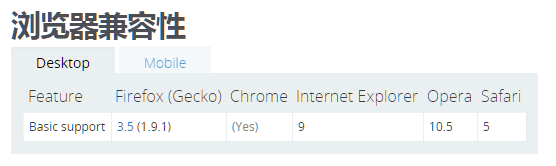 浏览器兼容性
Desktop Mobile
Feature Firefox (Gecko) Chrome Internet Explorer Opera Safari
Basic support 3.5 (1.9.1) (Yes) 9 10.5 5